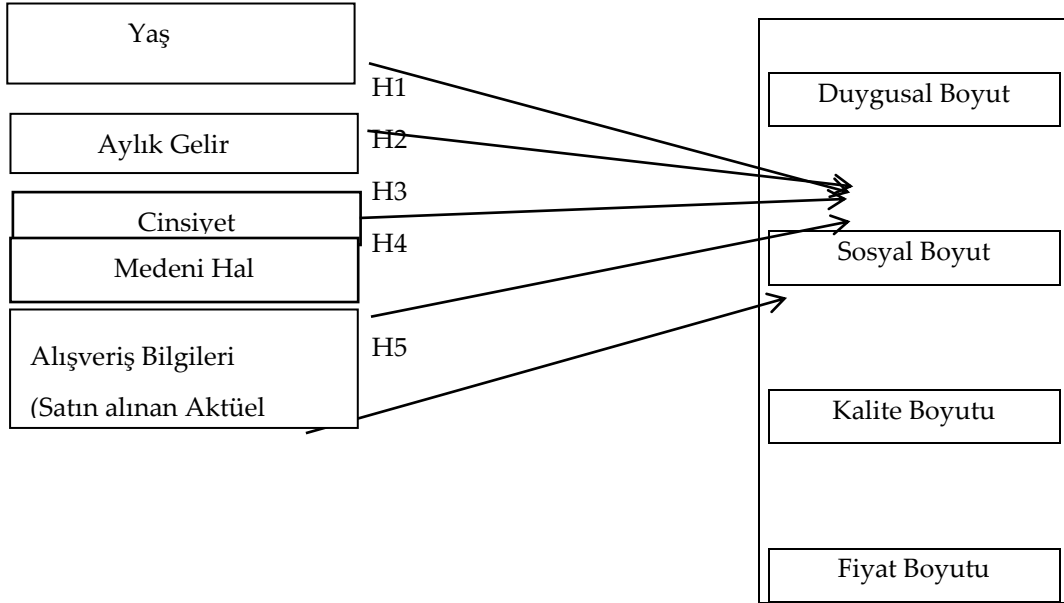 Yaş
H1
Duygusal Boyut
Aylık Gelir
H2
H3
Cinsiyet
H4
Medeni Hal
Sosyal Boyut
H5
Alışveriş Bilgileri
(Satın alınan Aktüel
Kalite Boyutu
Fiyat Boyutu